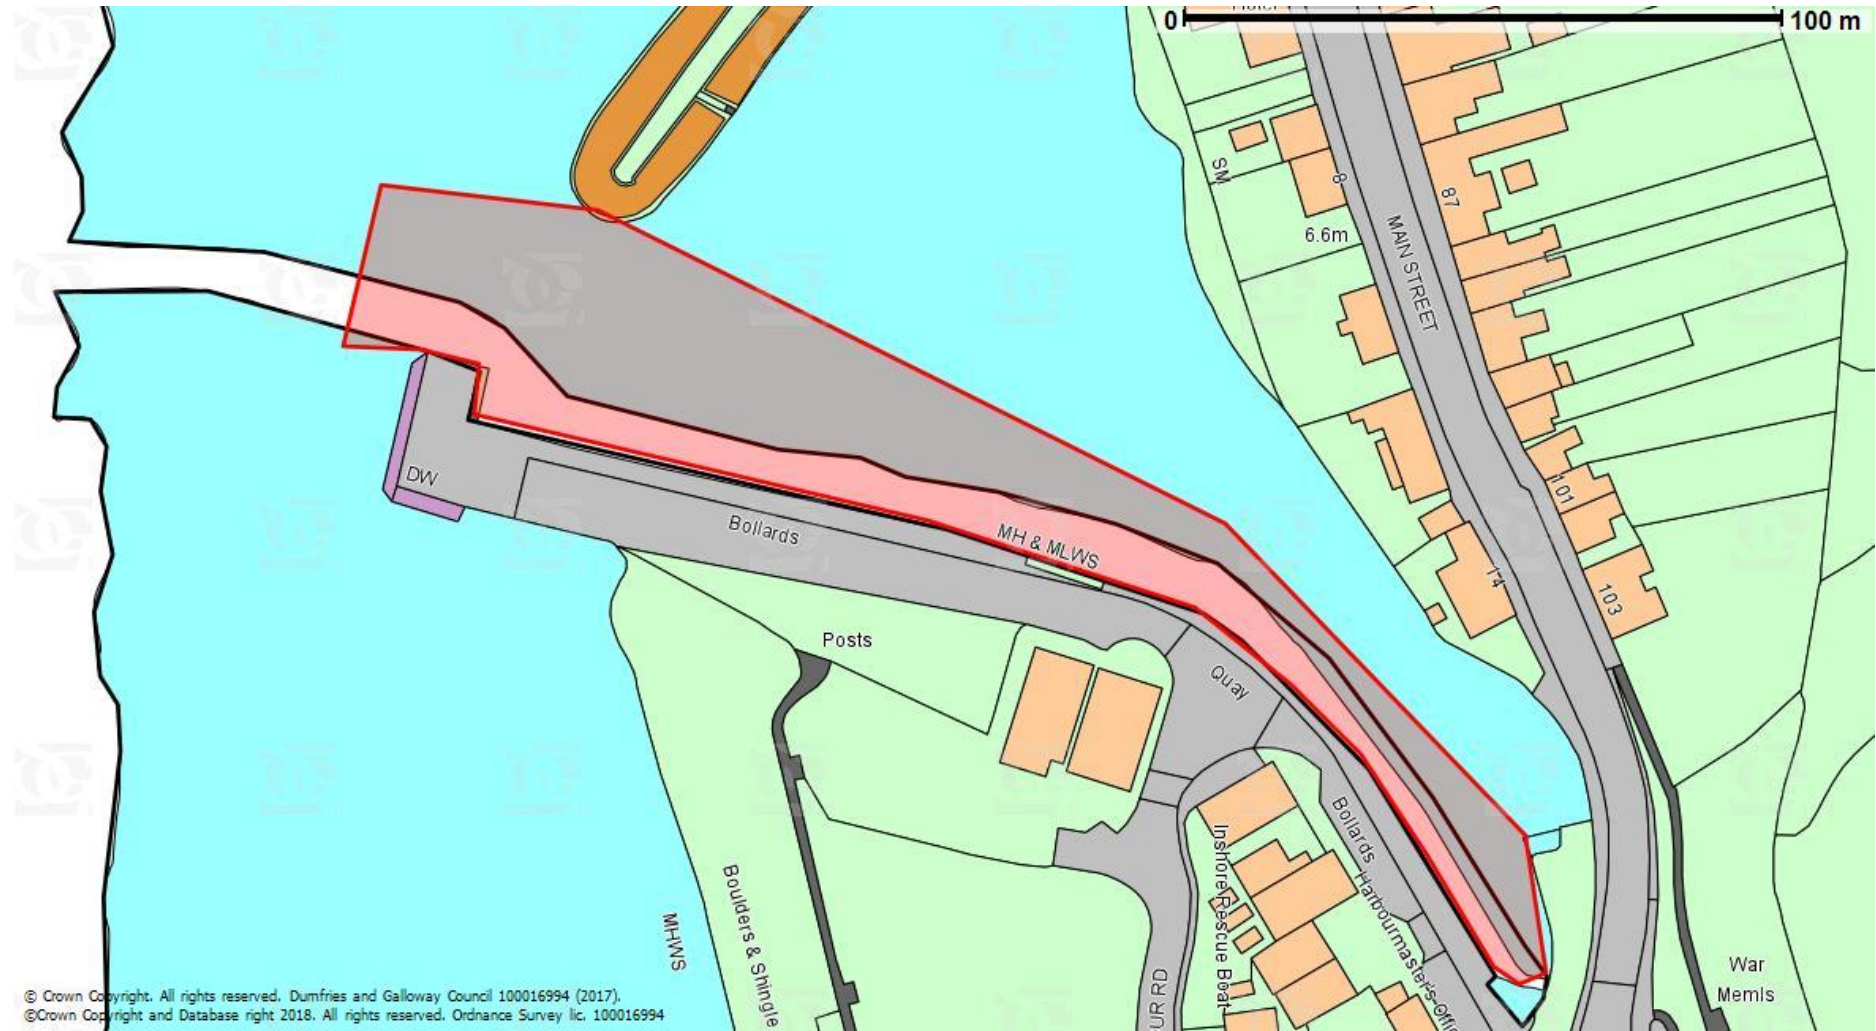 0
100 m
SM
8
87
6.6m
MAIN STREET
101
14
103
DW
Bollards
MH & MLWS
Posts
Quay
Bollards
Harbourmaster's
Inshore Rescue Boat
MHWS
Boulders & Shingle
War
Memls
© Crown Copyright. All rights reserved. Dumfries and Galloway Council 100016994 (2017).
©Crown Copyright and Database right 2018. All rights reserved. Ordnance Survey lic. 100016994